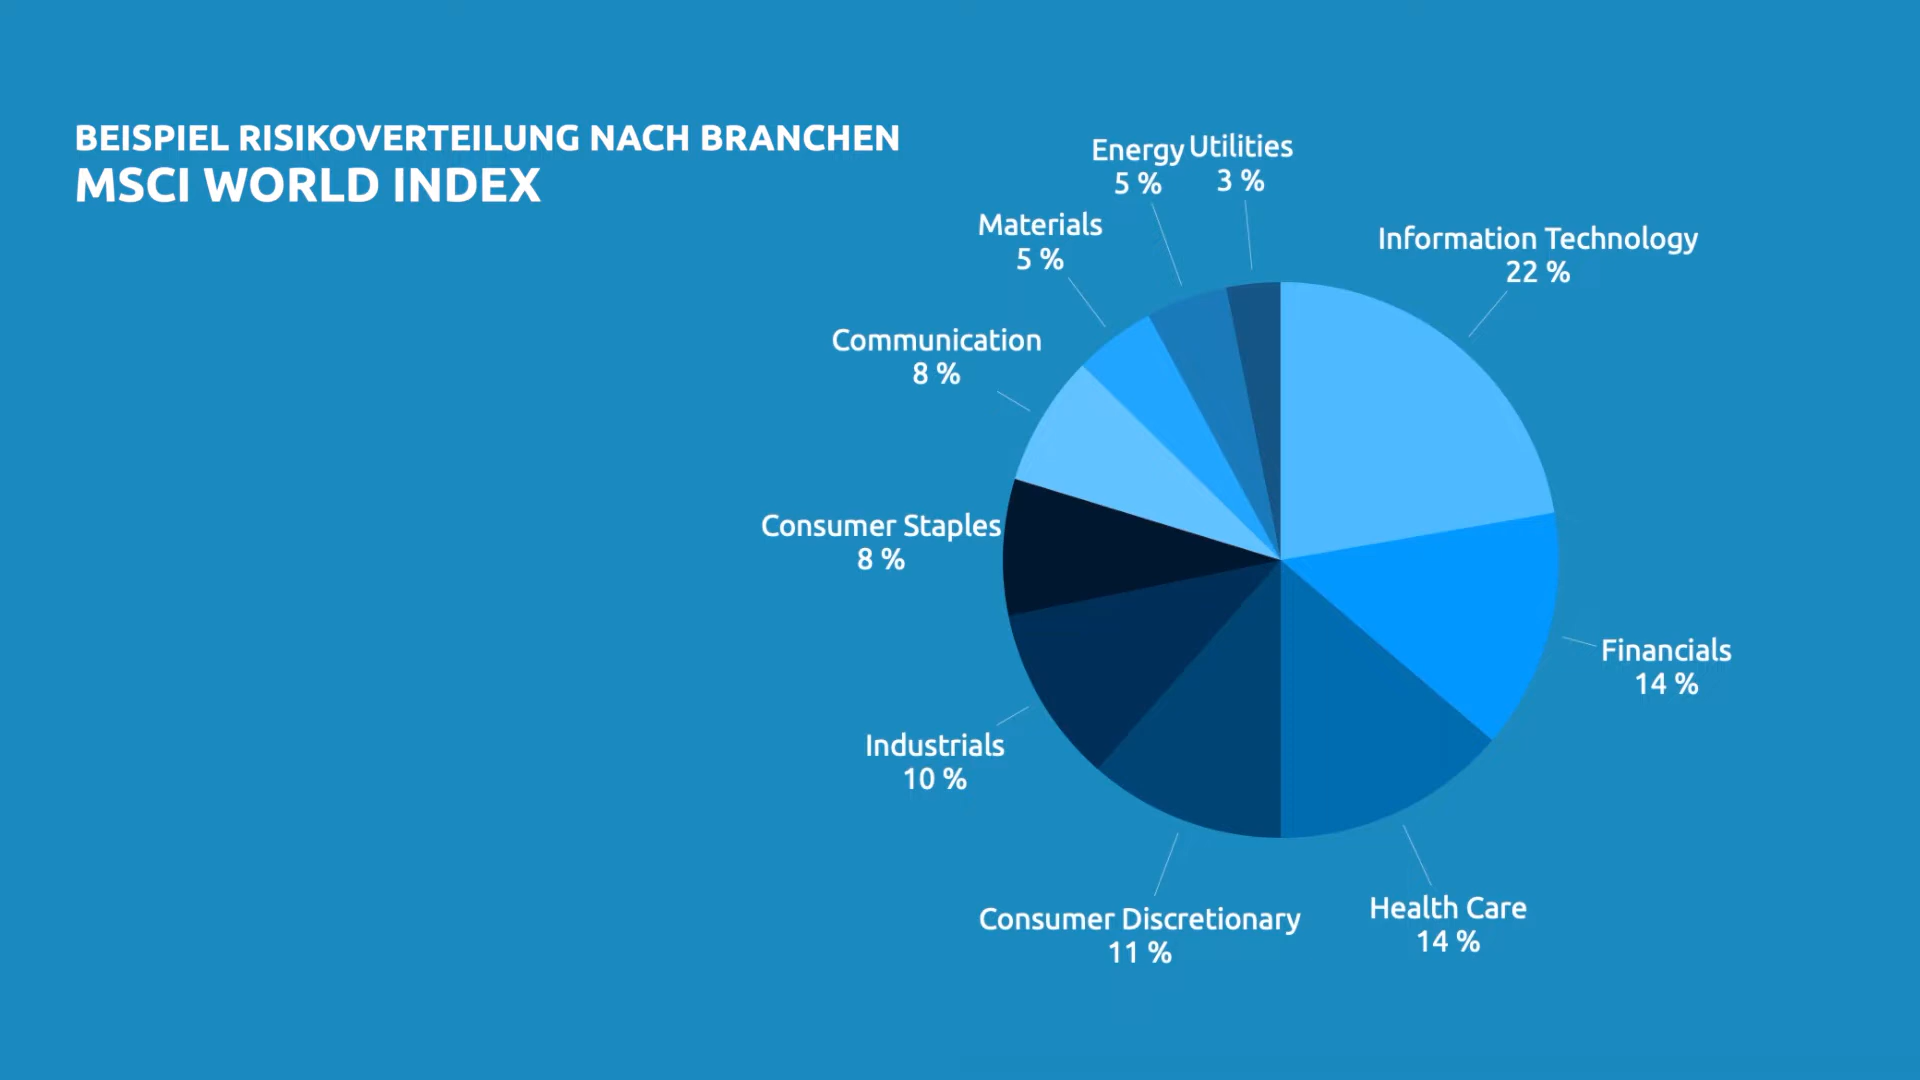 BEISPIEL RISIKOVERTEILUNG NACH BRANCHEN
MSCI WORLD INDEX
Energy
5 %
Utilities
3 %
Information Technology
22 %
Materials
5 %
Communication
8 %
Consumer Staples
8 %
Financials
14 %
Industrials
10 %
Health Care
14 %
Consumer Discretionary
11 %